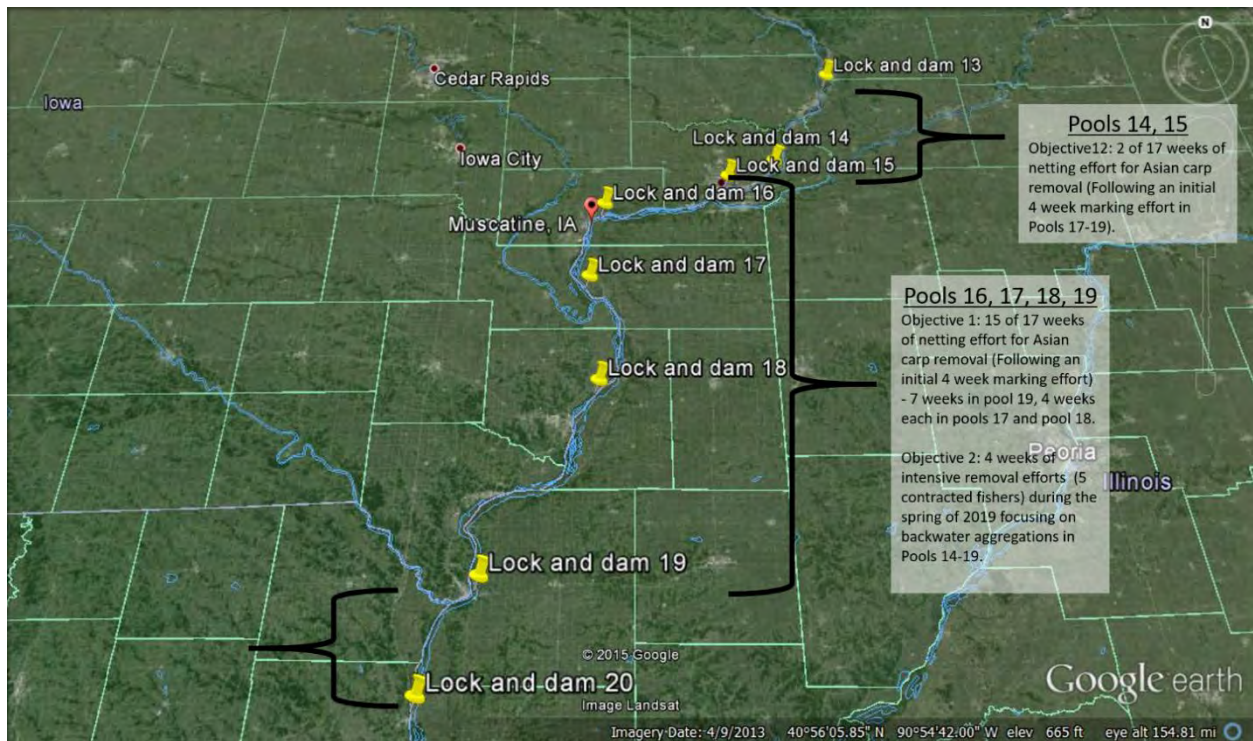 N
Lock and dam 13
Cedar Rapids
Iowa
Pools 14, 15
Objective12: 2 of 17 weeks of
netting effort for Asian carp
removal (Following an initial
4 week marking effort in
Pools 17-19).
Lock and dam 14
Iowa City
Lock and dam 15
Lock and dam 16
Muscatine, IA
Lock and dam 17
Pools 16, 17, 18, 19
Objective 1: 15 of 17 weeks
of netting effort for Asian
carp removal (Following an
initial 4 week marking effort)
- 7 weeks in pool 19, 4 weeks
each in pools 17 and pool 18.
Objective 2: 4 weeks of
intensive removal efforts (5
contracted fishers) during the
spring of 2019 focusing on
backwater aggregations in
Pools 14-19.
Lock and dam 18
Peoria
Illinois
Lock and dam 19
© 2015 Google
Lock and dam 20
Image Landsat
Google earth
Imagery Date: 4/9/2013 40°56'05.85" N 90°54'42.00" W elev 665 ft eye alt 154.81 mi